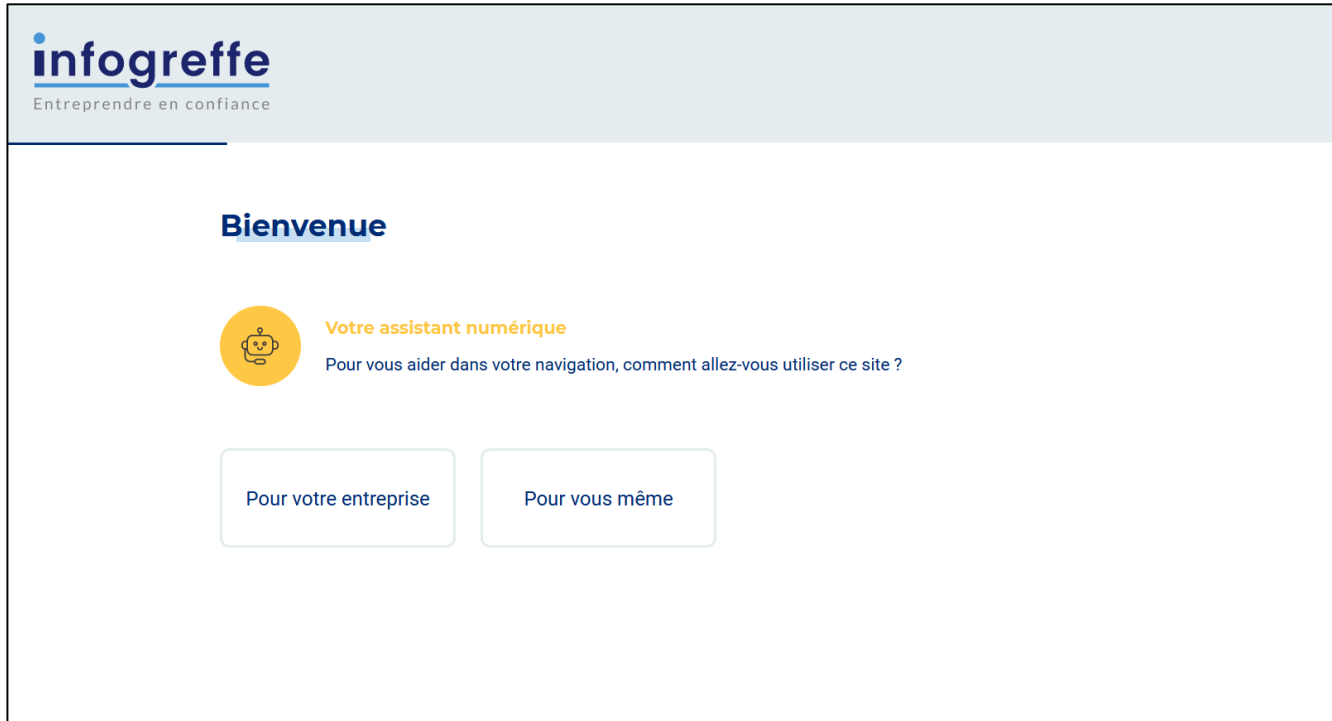 infogreffe
Entreprendre en confiance
Bienvenue
Votre assistant numérique
Pour vous aider dans votre navigation, comment allez-vous utiliser ce site ?
Pour votre entreprise
Pour vous même